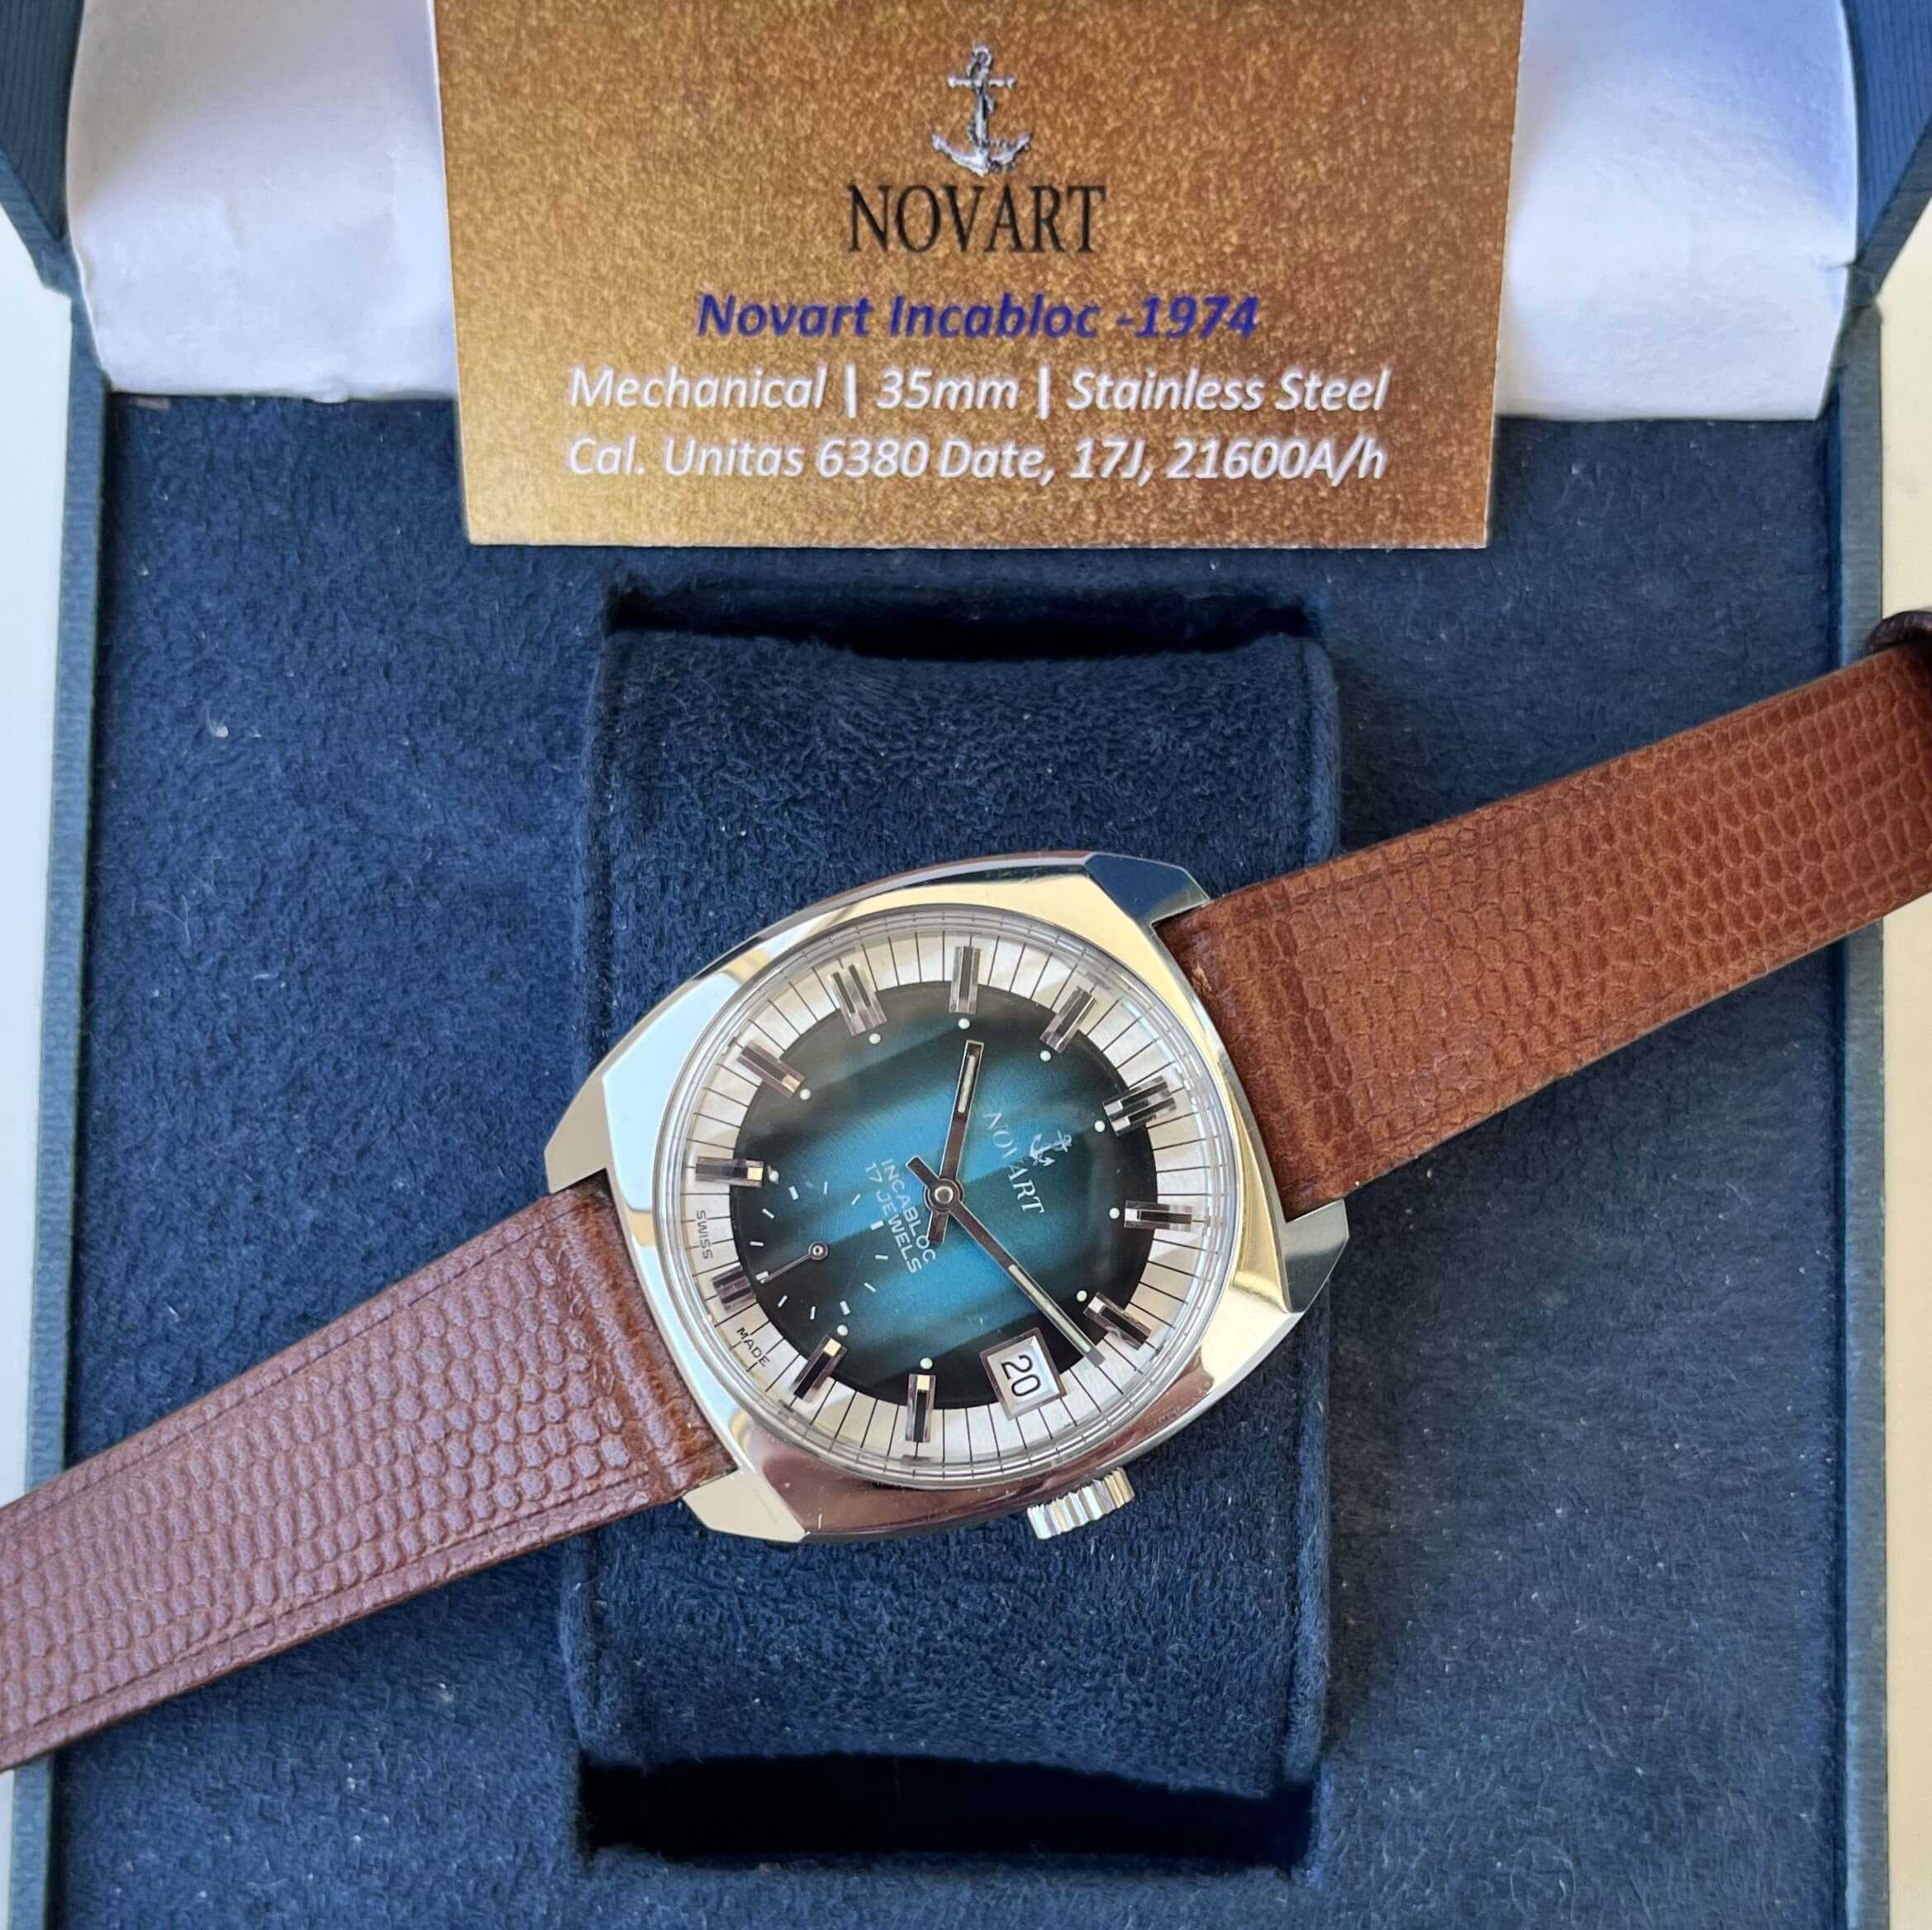 NOVART
Novart Incabloc -1974
Mechanical | 35mm | Stainless Steel
Cal. Unitas 6380 Date, 17J, 21600A/h
NOVART
INCABLOC
17 JEWELS
20
SWISS
MADE